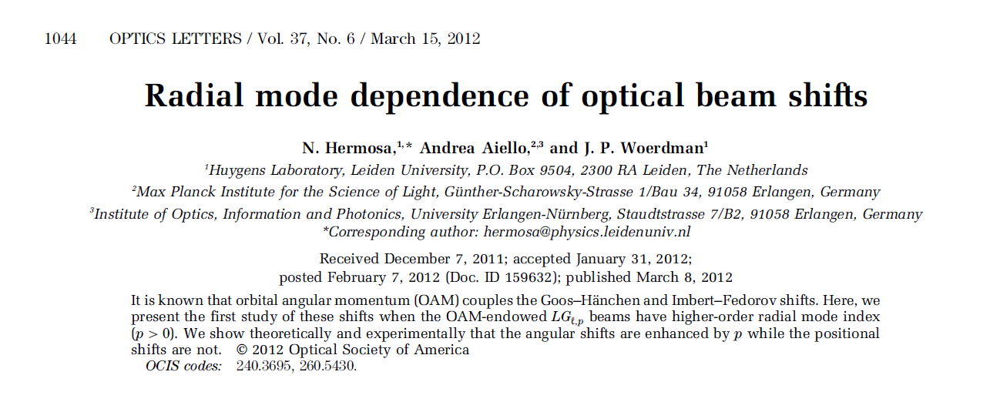 1044 OPTICS LETTERS / Vol. 37, No. 6 / March 15, 2012
Radial mode dependence of optical beam shifts
N. Hermosa,¹,* Andrea Aiello,²,³ and J. P. Woerdman¹
¹Huygens Laboratory, Leiden University, P.O. Box 9504, 2300 RA Leiden, The Netherlands
²Max Planck Institute for the Science of Light, Günther-Scharowsky-Strasse 1/Bau 34, 91058 Erlangen, Germany
³Institute of Optics, Information and Photonics, University Erlangen-Nürnberg, Staudtstrasse 7/B2, 91058 Erlangen, Germany
*Corresponding author: hermosa@physics.leidenuniv.nl
Received December 7, 2011; accepted January 31, 2012;
posted February 7, 2012 (Doc. ID 159632); published March 8, 2012
It is known that orbital angular momentum (OAM) couples the Goos–Hänchen and Imbert–Fedorov shifts. Here, we
present the first study of these shifts when the OAM-endowed LGℓ,p beams have higher-order radial mode index
(p > 0). We show theoretically and experimentally that the angular shifts are enhanced by p while the positional
shifts are not. © 2012 Optical Society of America
OCIS codes: 240.3695, 260.5430.